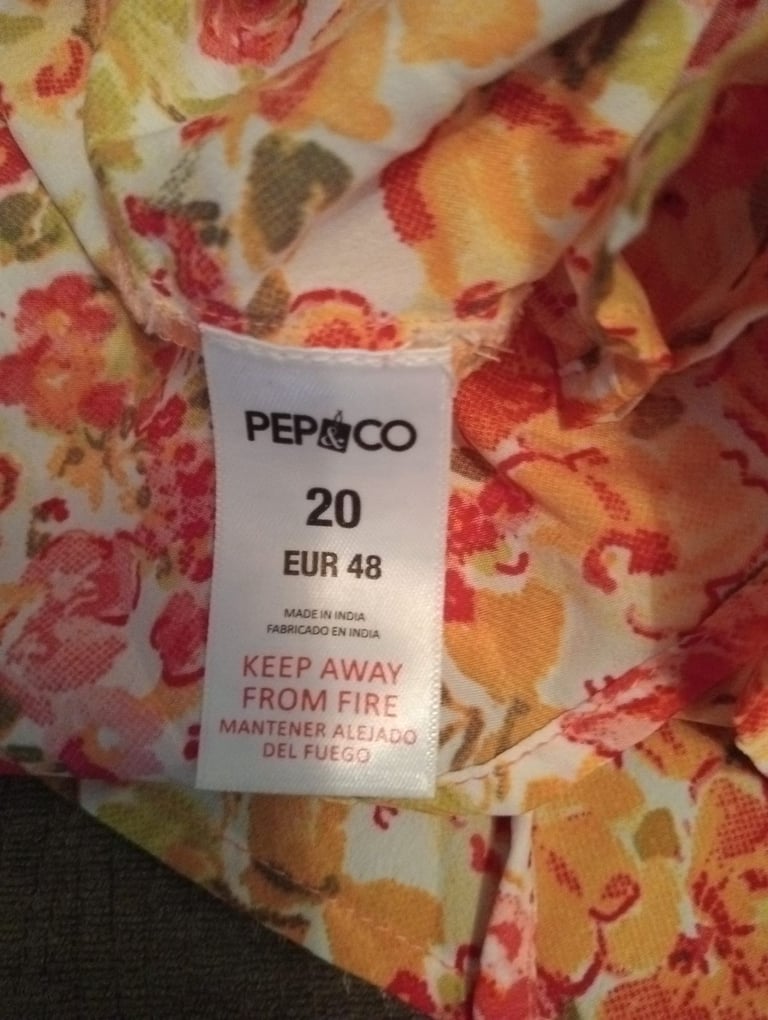 PEP&CO
20
EUR 48
MADE IN INDIA
FABRICADO EN INDIA
KEEP AWAY
FROM FIRE
MANTENER ALEJADO
DEL FUEGO